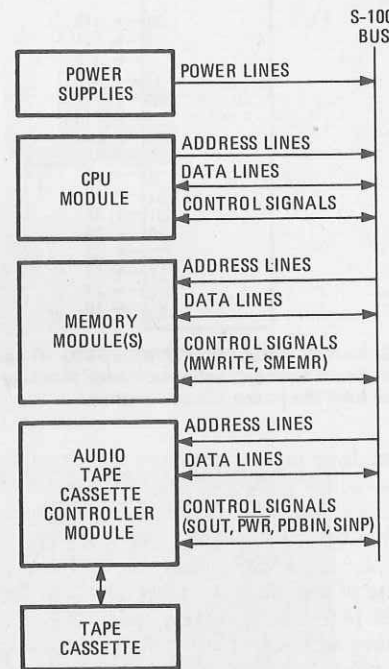 S-100
BUS
POWER
SUPPLIES
POWER LINES
CPU
MODULE
ADDRESS LINES
DATA LINES
CONTROL SIGNALS
MEMORY
MODULE(S)
ADDRESS LINES
DATA LINES
CONTROL SIGNALS
(MWRITE, SMEMR)
AUDIO
TAPE
CASSETTE
CONTROLLER
MODULE
ADDRESS LINES
DATA LINES
CONTROL SIGNALS
(SOUT, P̅W̅R̅, PDBIN, SINP)
TAPE
CASSETTE